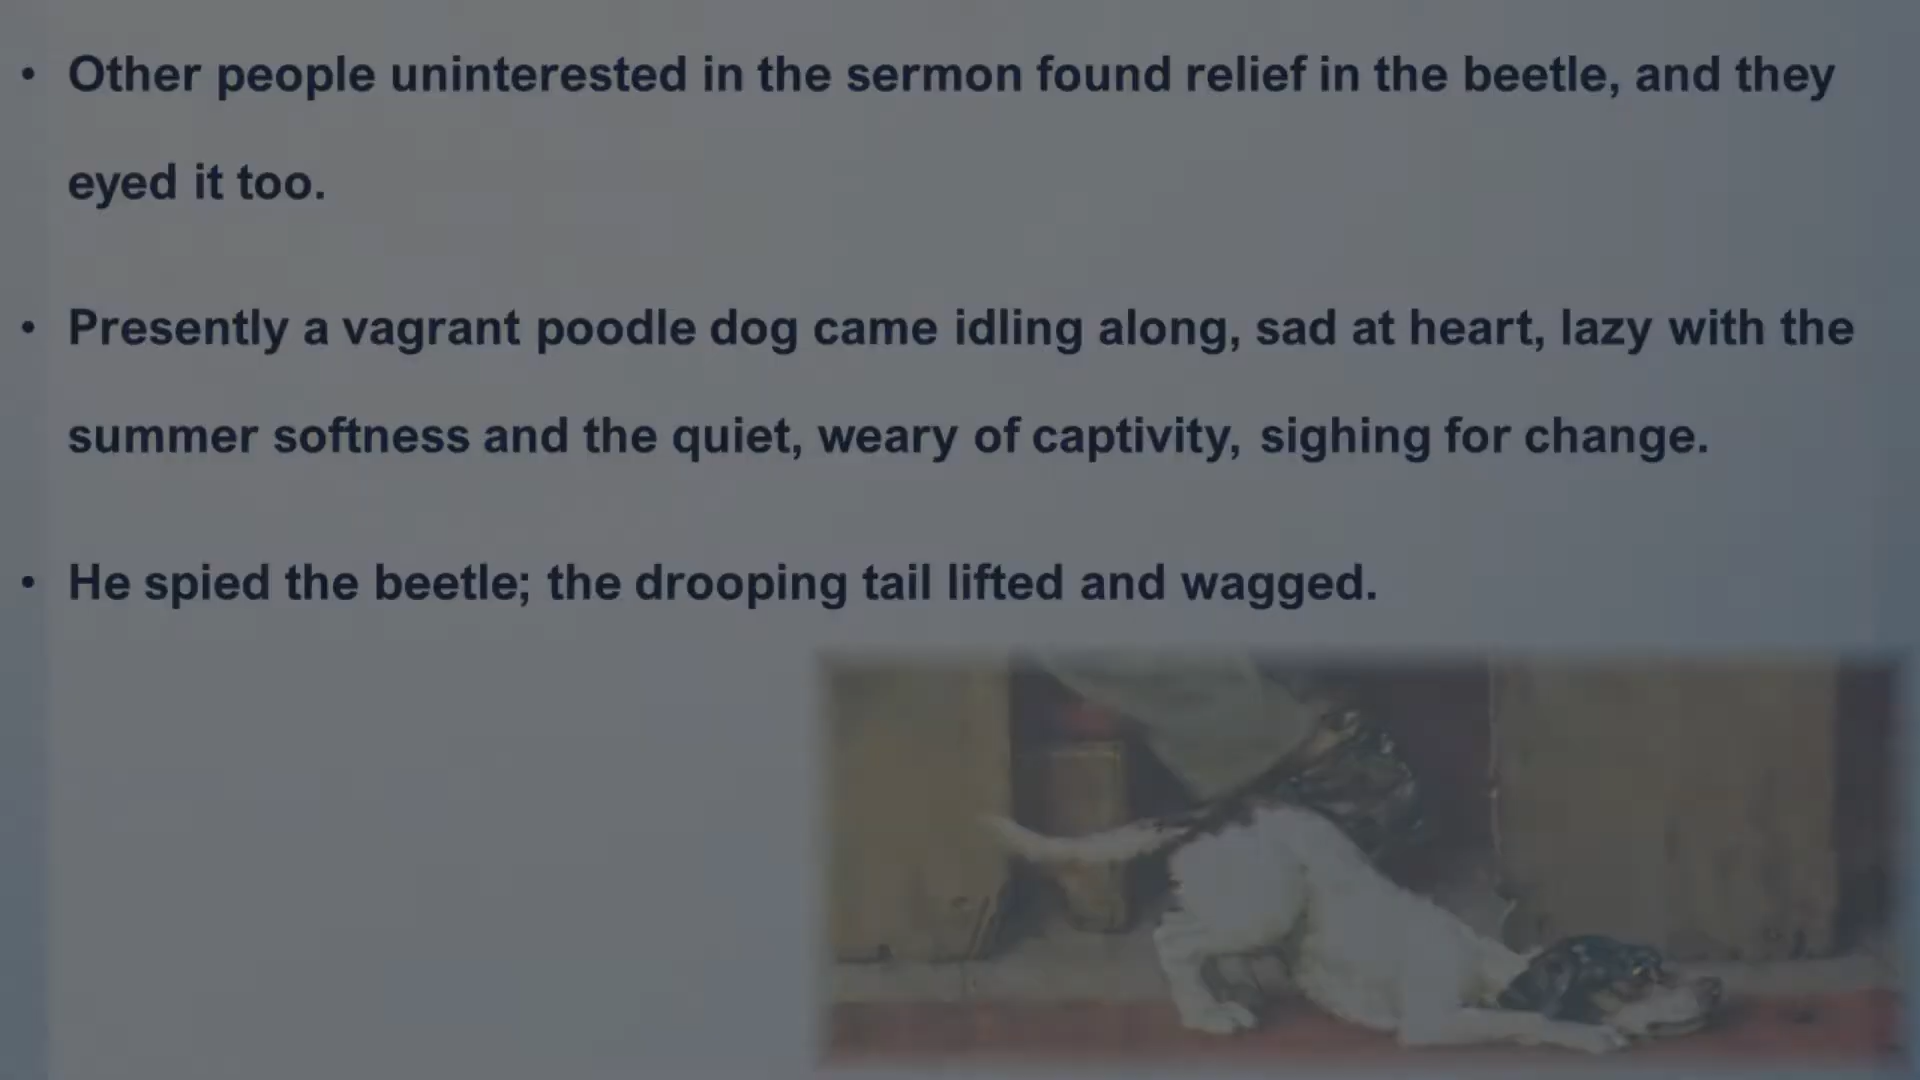 • Other people uninterested in the sermon found relief in the beetle, and they
eyed it too.
• Presently a vagrant poodle dog came idling along, sad at heart, lazy with the
summer softness and the quiet, weary of captivity, sighing for change.
• He spied the beetle; the drooping tail lifted and wagged.